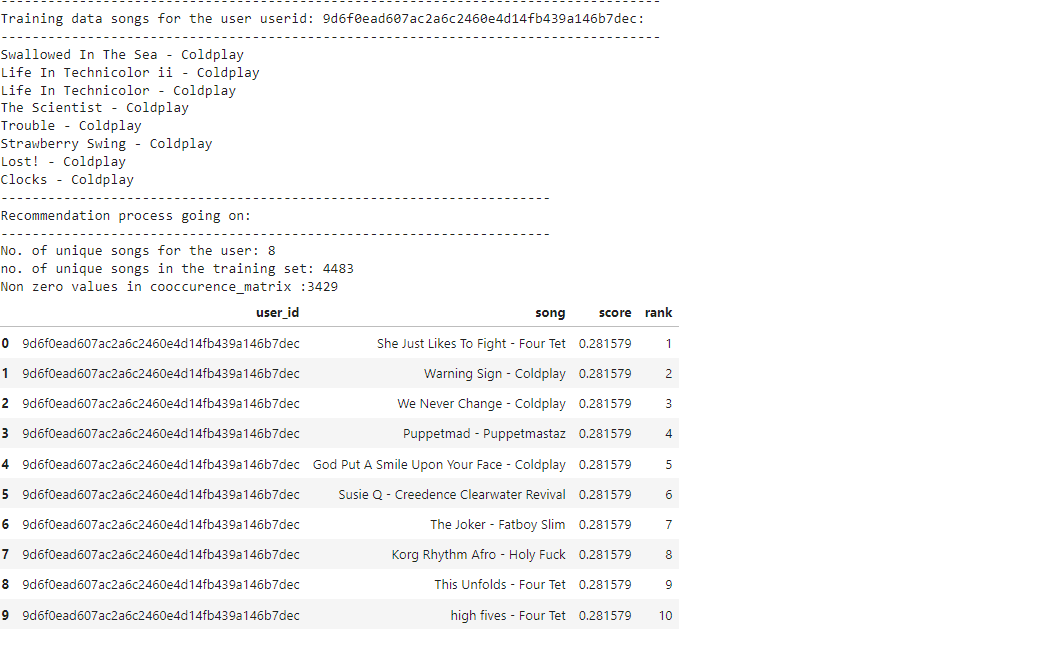 ------------------------------------------------------------------------------------
Training data songs for the user userid: 9d6f0ead607ac2a6c2460e4d14fb439a146b7dec:
------------------------------------------------------------------------------------
Swallowed In The Sea - Coldplay
Life In Technicolor ii - Coldplay
Life In Technicolor - Coldplay
The Scientist - Coldplay
Trouble - Coldplay
Strawberry Swing - Coldplay
Lost! - Coldplay
Clocks - Coldplay
----------------------------------------------------------------------
Recommendation process going on:
----------------------------------------------------------------------
No. of unique songs for the user: 8
no. of unique songs in the training set: 4483
Non zero values in cooccurence_matrix :3429
user_id song score rank
0 9d6f0ead607ac2a6c2460e4d14fb439a146b7dec She Just Likes To Fight - Four Tet 0.281579 1
1 9d6f0ead607ac2a6c2460e4d14fb439a146b7dec Warning Sign - Coldplay 0.281579 2
2 9d6f0ead607ac2a6c2460e4d14fb439a146b7dec We Never Change - Coldplay 0.281579 3
3 9d6f0ead607ac2a6c2460e4d14fb439a146b7dec Puppetmad - Puppetmastaz 0.281579 4
4 9d6f0ead607ac2a6c2460e4d14fb439a146b7dec God Put A Smile Upon Your Face - Coldplay 0.281579 5
5 9d6f0ead607ac2a6c2460e4d14fb439a146b7dec Susie Q - Creedence Clearwater Revival 0.281579 6
6 9d6f0ead607ac2a6c2460e4d14fb439a146b7dec The Joker - Fatboy Slim 0.281579 7
7 9d6f0ead607ac2a6c2460e4d14fb439a146b7dec Korg Rhythm Afro - Holy Fuck 0.281579 8
8 9d6f0ead607ac2a6c2460e4d14fb439a146b7dec This Unfolds - Four Tet 0.281579 9
9 9d6f0ead607ac2a6c2460e4d14fb439a146b7dec high fives - Four Tet 0.281579 10